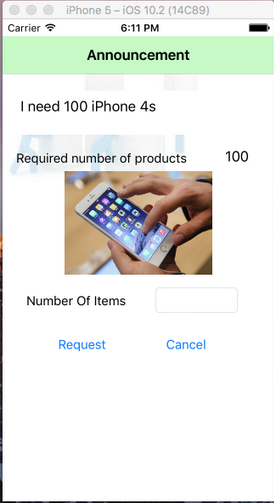 iPhone 5 – iOS 10.2 (14C89)
Carrier 6:11 PM
Announcement
I need 100 iPhone 4s
Required number of products 100
Number Of Items
Request Cancel